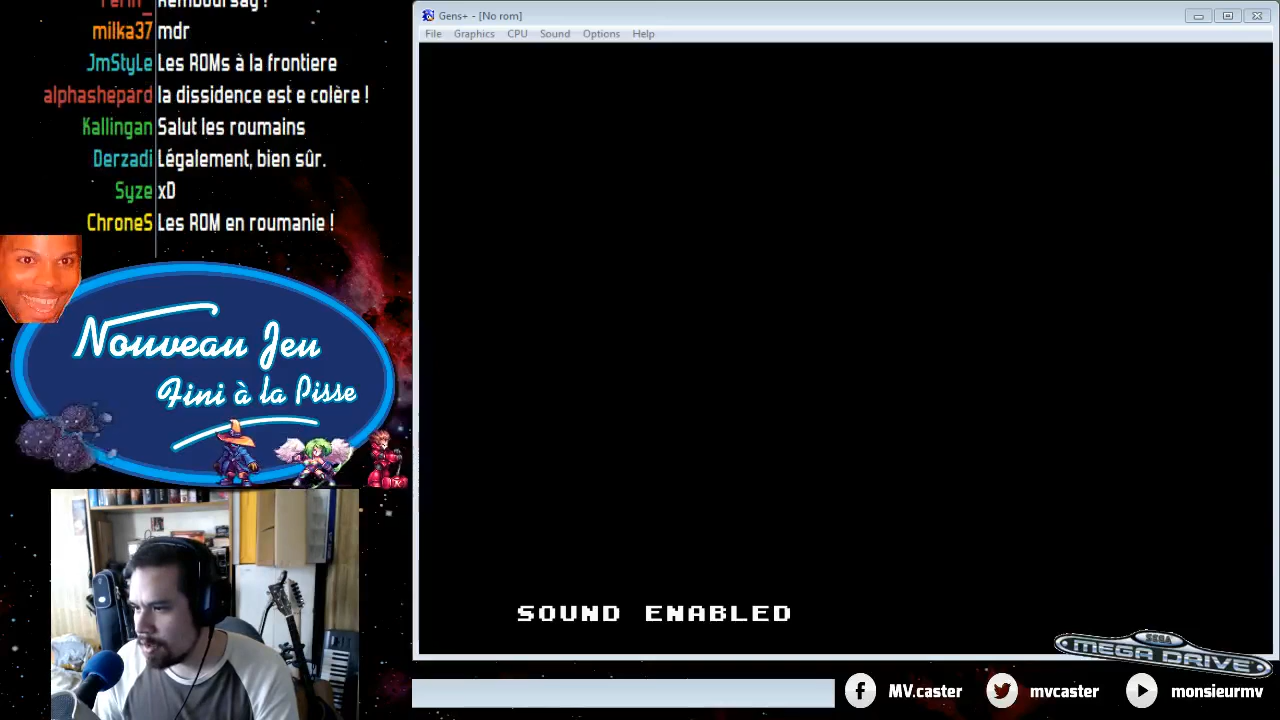 Remboursay !
milka37 mdr
JmStyLe Les ROMs à la frontiere
alphashepard la dissidence est e colère !
Kallingan Salut les roumains
Derzadi Légalement, bien sûr.
Syze xD
ChroneS Les ROM en roumanie !
Nouveau Jeu
Fini à la Pisse
Gens+ - [No rom]
File Graphics CPU Sound Options Help
SOUND ENABLED
SEGA
MEGA DRIVE
MV.caster mvcaster monsieurmv